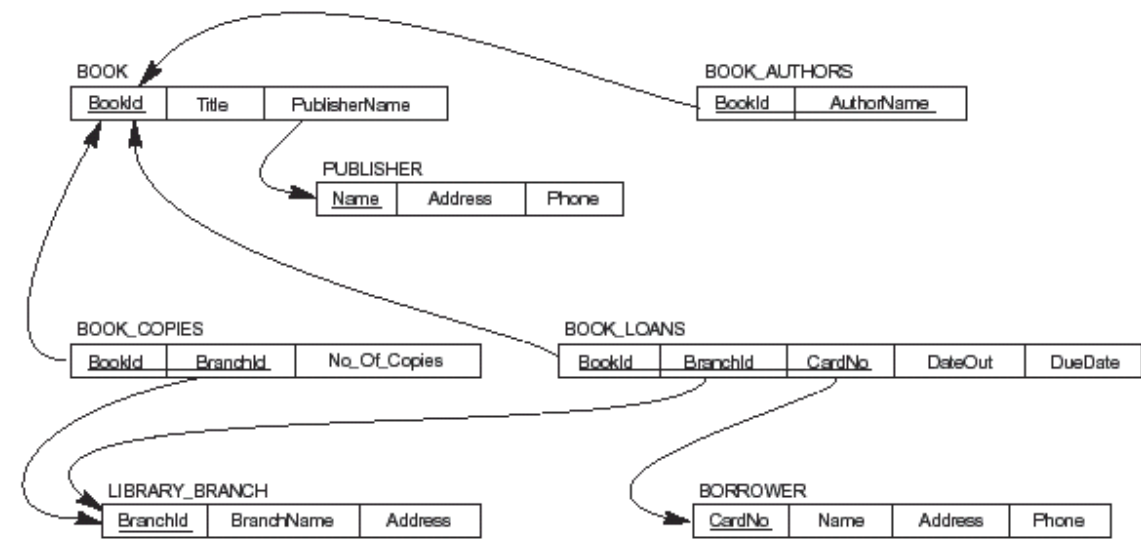 BOOK
BookId Title PublisherName
BOOK_AUTHORS
BookId AuthorName
PUBLISHER
Name Address Phone
BOOK_COPIES
BookId BranchId No_Of_Copies
BOOK_LOANS
BookId BranchId CardNo DateOut DueDate
LIBRARY_BRANCH
BranchId BranchName Address
BORROWER
CardNo Name Address Phone